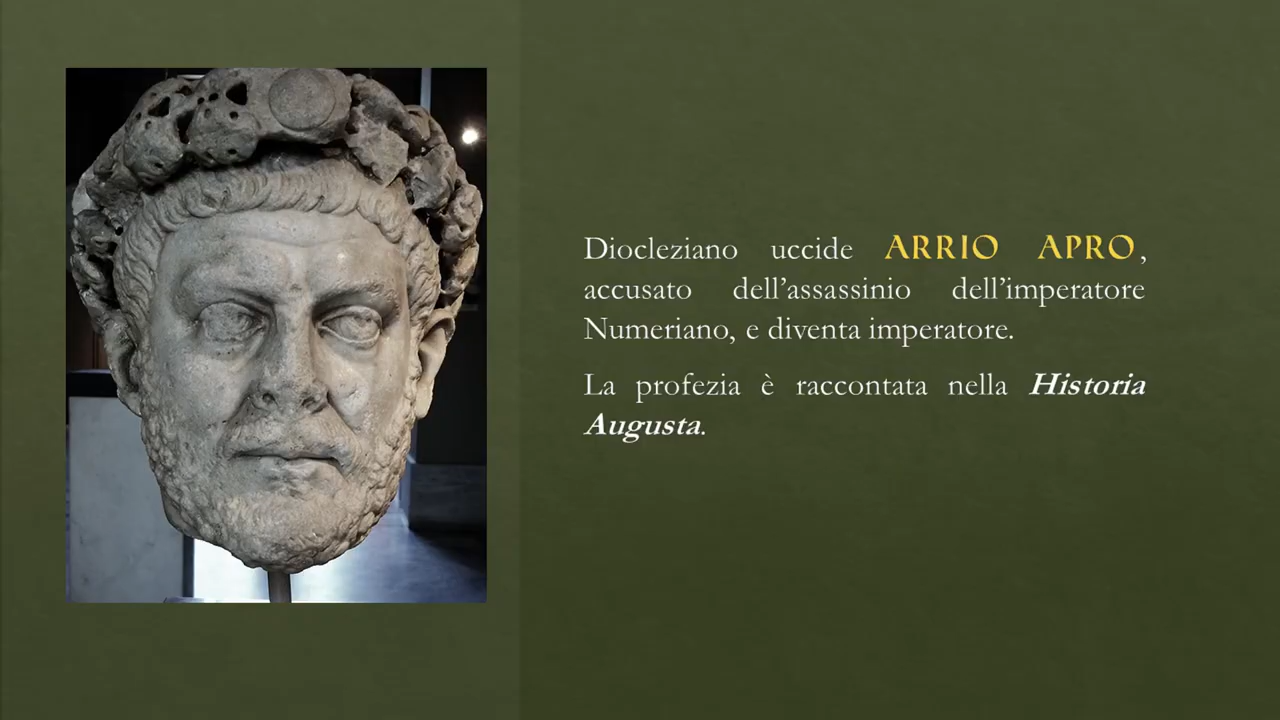 Diocleziano uccide ARRIO APRO,
accusato dell’assassinio dell’imperatore
Numeriano, e diventa imperatore.
La profezia è raccontata nella Historia
Augusta.